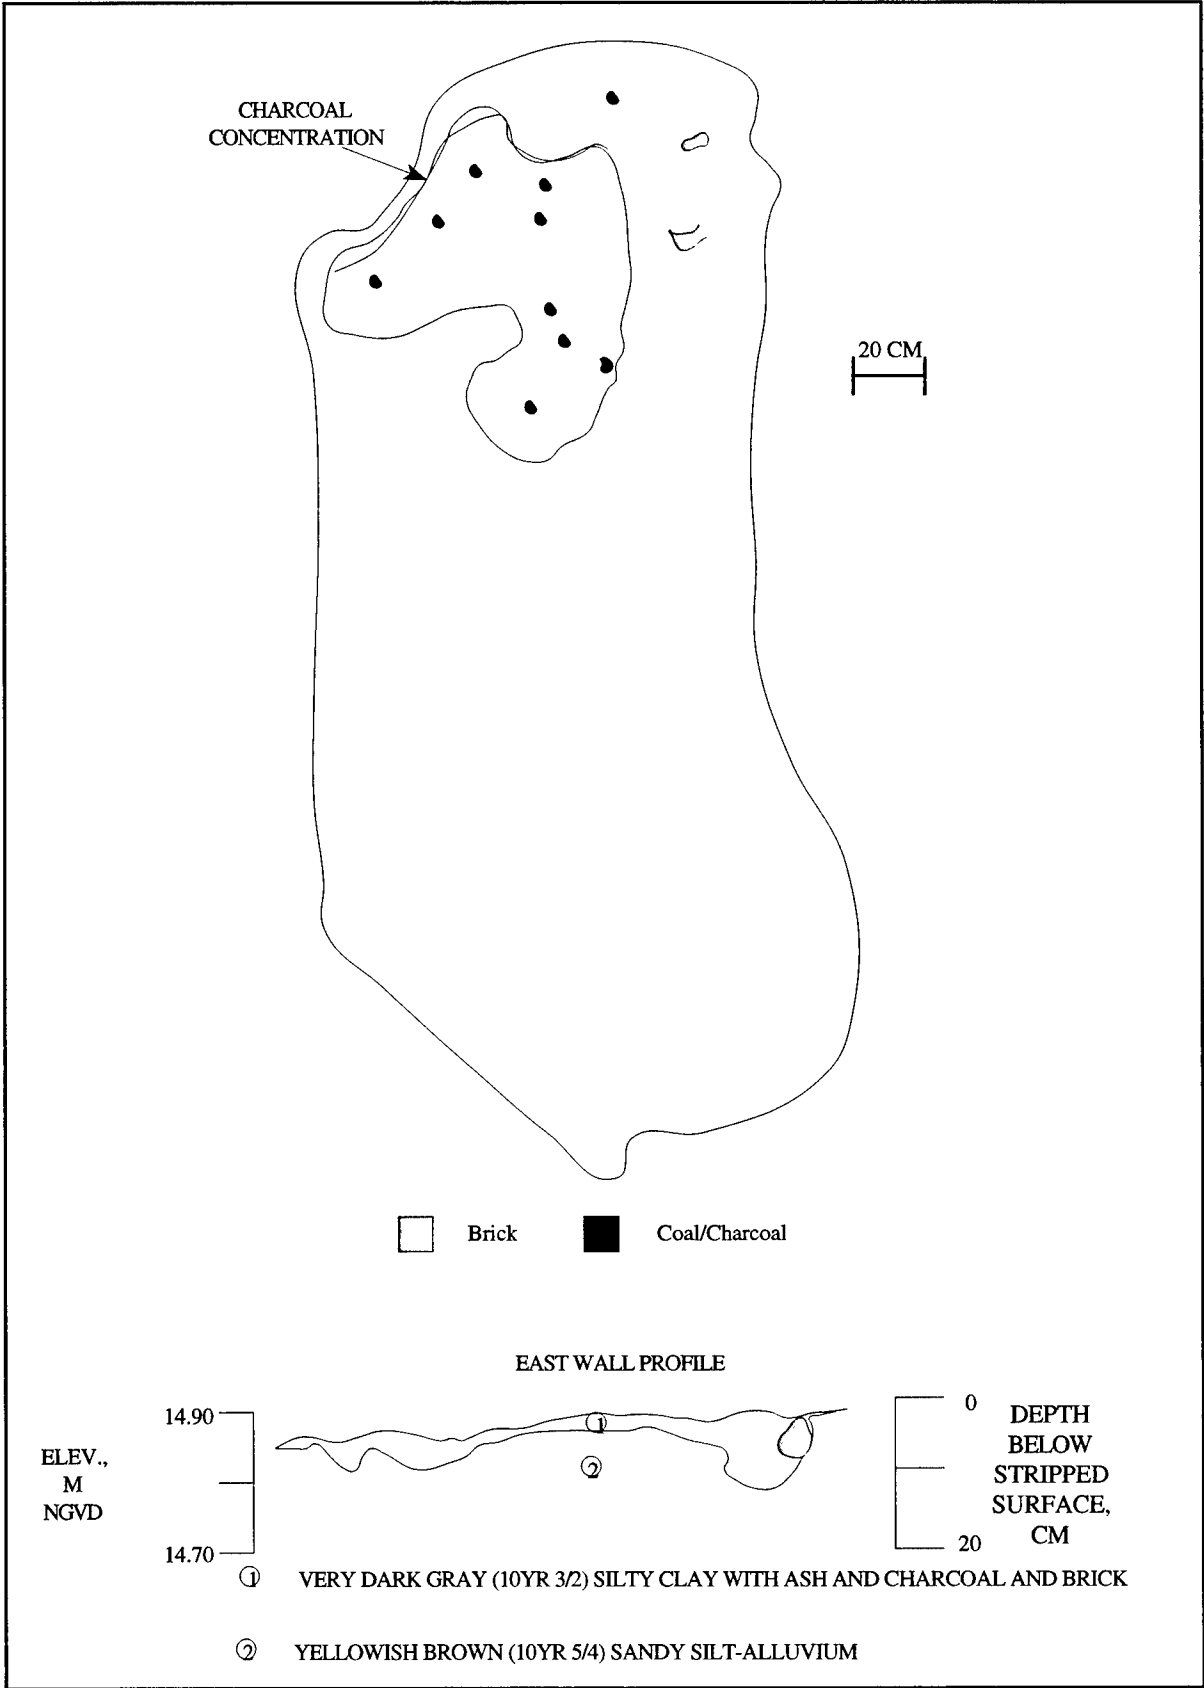 CHARCOAL
CONCENTRATION
20 CM
Brick
Coal/Charcoal
EAST WALL PROFILE
14.90
ELEV.,
M
NGVD
14.70
1
2
0
20
DEPTH
BELOW
STRIPPED
SURFACE,
CM
1 VERY DARK GRAY (10YR 3/2) SILTY CLAY WITH ASH AND CHARCOAL AND BRICK
2 YELLOWISH BROWN (10YR 5/4) SANDY SILT-ALLUVIUM